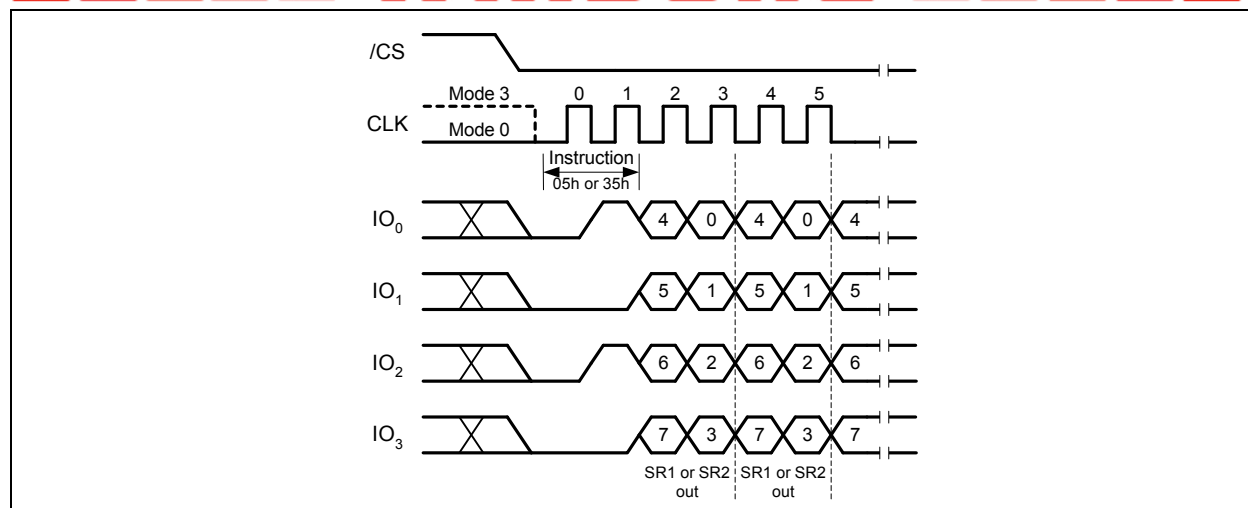 /CS
Mode 3 0 1 2 3 4 5
CLK
Mode 0
Instruction
05h or 35h
IO0 4 0 4 0 4
IO1 5 1 5 1 5
IO2 6 2 6 2 6
IO3 7 3 7 3 7
SR1 or SR2 SR1 or SR2
out out